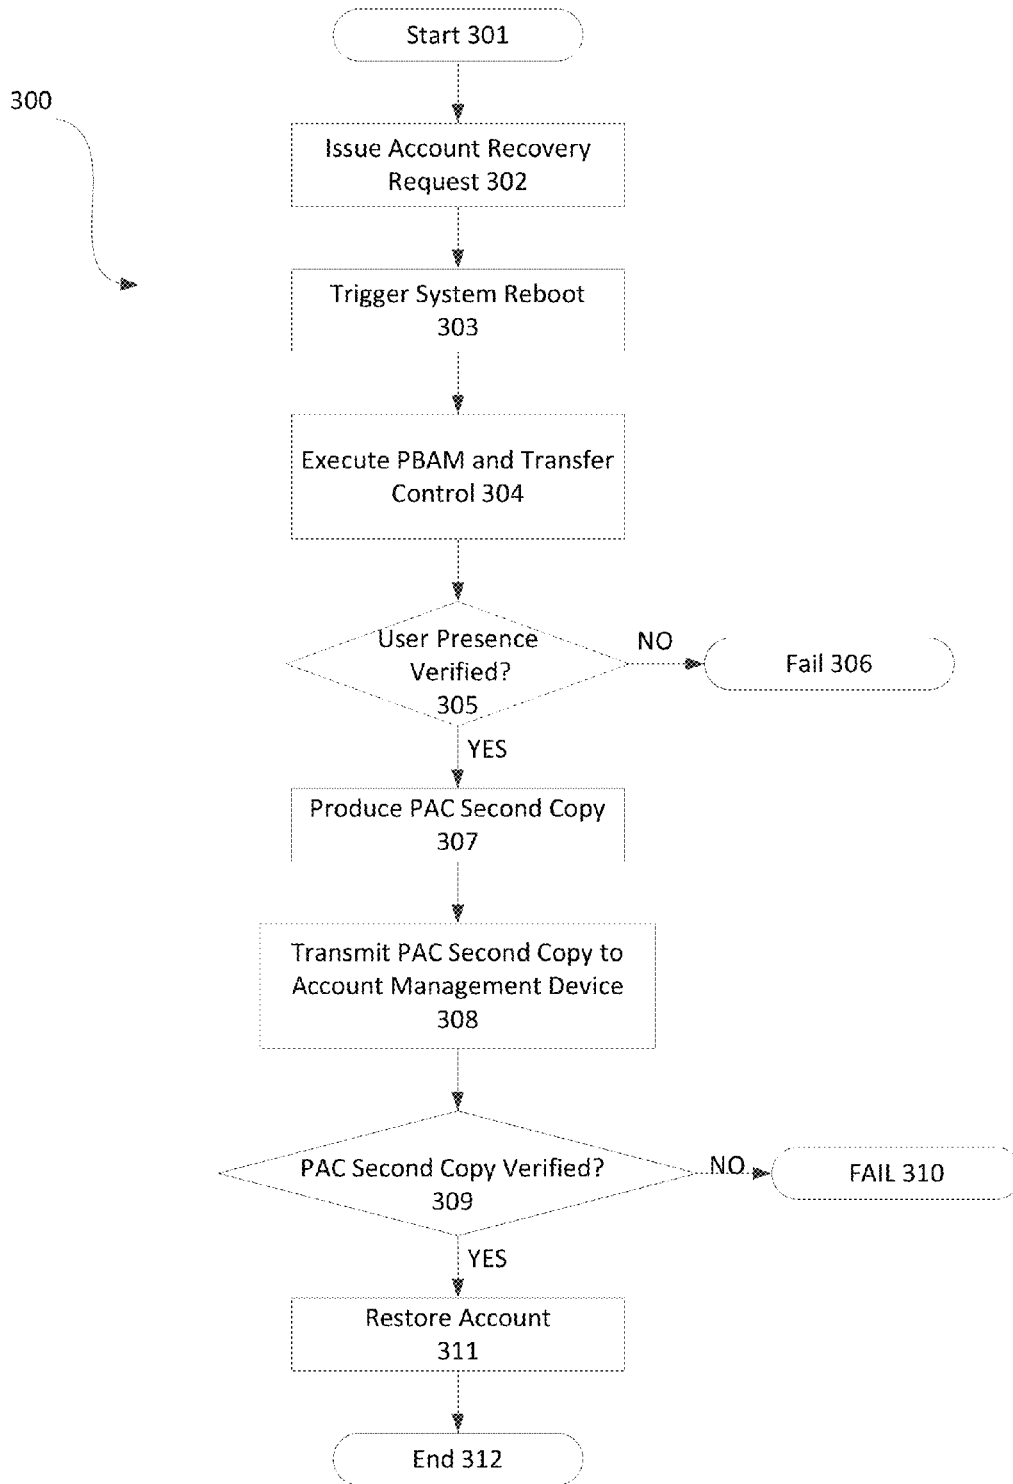 Start 301
300
Issue Account Recovery
Request 302
Trigger System Reboot
303
Execute PBAM and Transfer
Control 304
User Presence
Verified?
305
NO
Fail 306
YES
Produce PAC Second Copy
307
Transmit PAC Second Copy to
Account Management Device
308
PAC Second Copy Verified?
309
NO
FAIL 310
YES
Restore Account
311
End 312